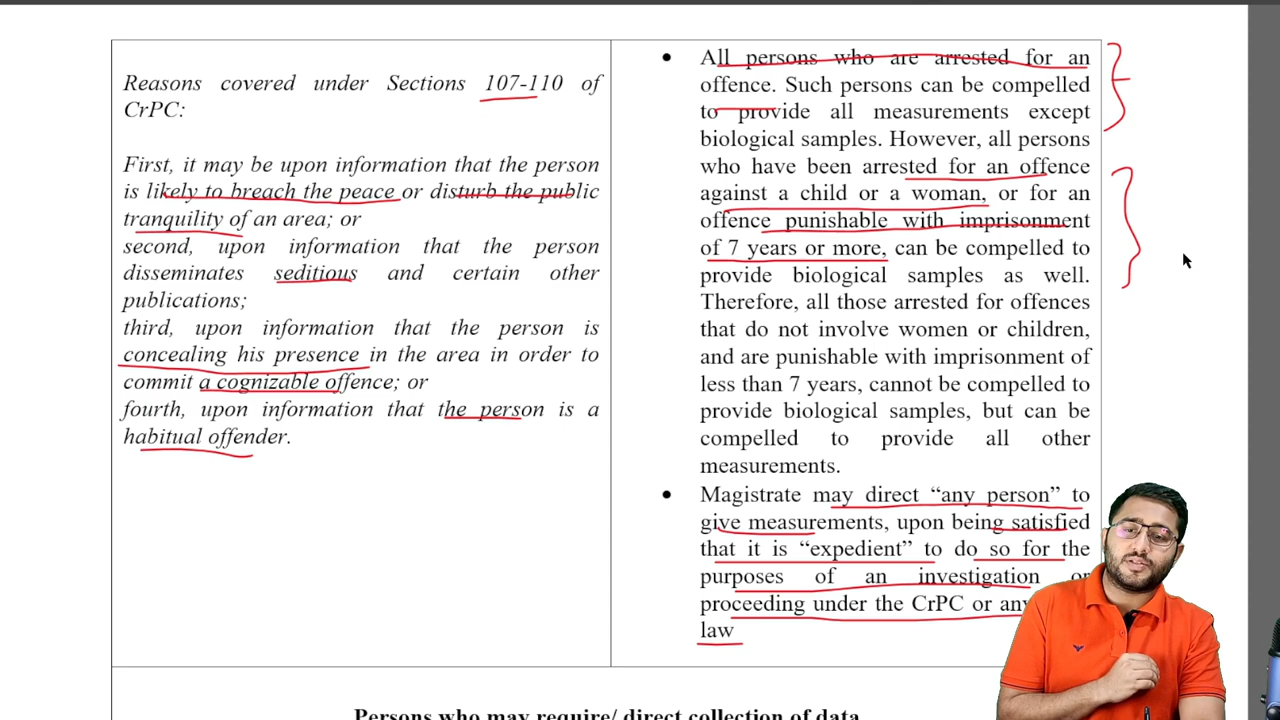 Reasons covered under Sections 107-110 of
CrPC:
First, it may be upon information that the person
is likely to breach the peace or disturb the public
tranquility of an area; or
second, upon information that the person
disseminates seditious and certain other
publications;
third, upon information that the person is
concealing his presence in the area in order to
commit a cognizable offence; or
fourth, upon information that the person is a
habitual offender.
• All persons who are arrested for an
offence. Such persons can be compelled
to provide all measurements except
biological samples. However, all persons
who have been arrested for an offence
against a child or a woman, or for an
offence punishable with imprisonment
of 7 years or more, can be compelled to
provide biological samples as well.
Therefore, all those arrested for offences
that do not involve women or children,
and are punishable with imprisonment of
less than 7 years, cannot be compelled to
provide biological samples, but can be
compelled to provide all other
measurements.
• Magistrate may direct “any person” to
give measurements, upon being satisfied
that it is “expedient” to do so for the
purposes of an investigation or
proceeding under the CrPC or any
law
Persons who may require/ direct collection of data